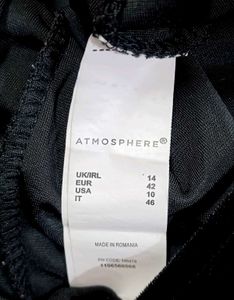 ATMOSPHERE®
UK/IRL 14
EUR 42
USA 10
IT 46
MADE IN ROMANIA